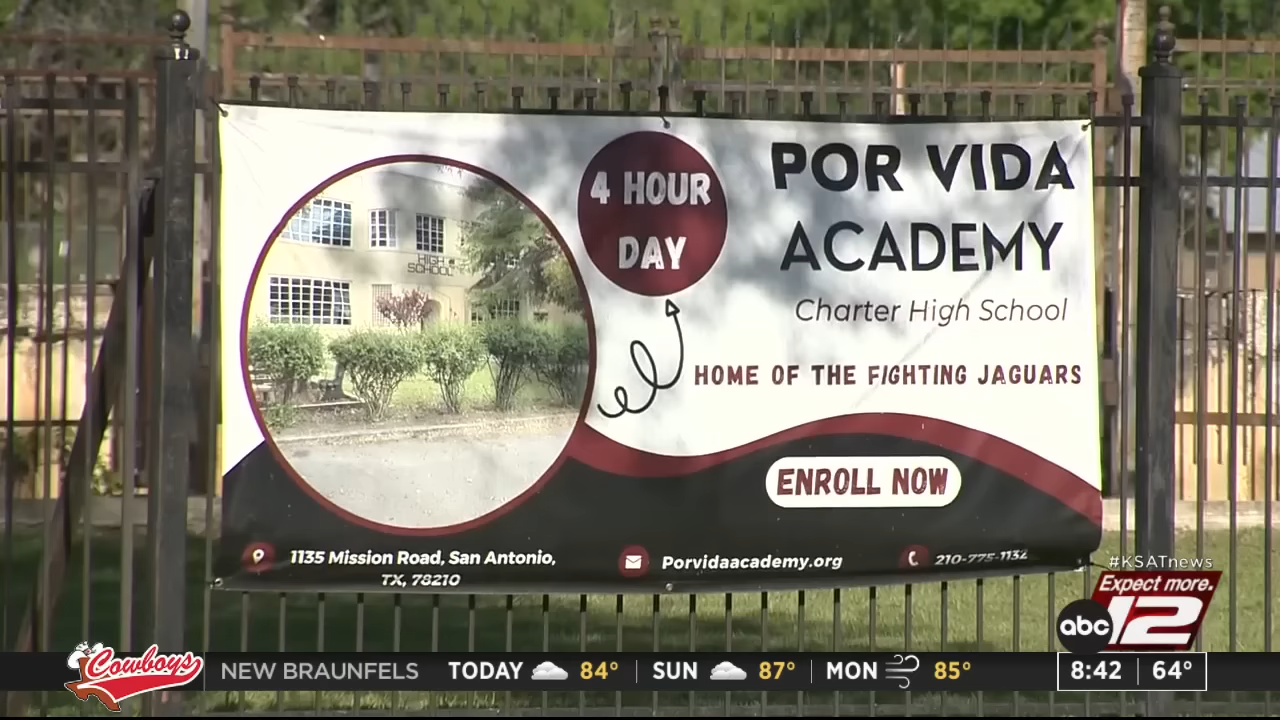 POR VIDA
ACADEMY
Charter High School
HOME OF THE FIGHTING JAGUARS
4 HOUR
DAY
HIGH
SCHOOL
ENROLL NOW
1135 Mission Road, San Antonio,
TX, 78210
Porvidaacademy.org
210-775-1132
#KSATnews
Expect more.
abc 12
Cowboys
NEW BRAUNFELS TODAY 84° SUN 87° MON 85°
8:42 64°